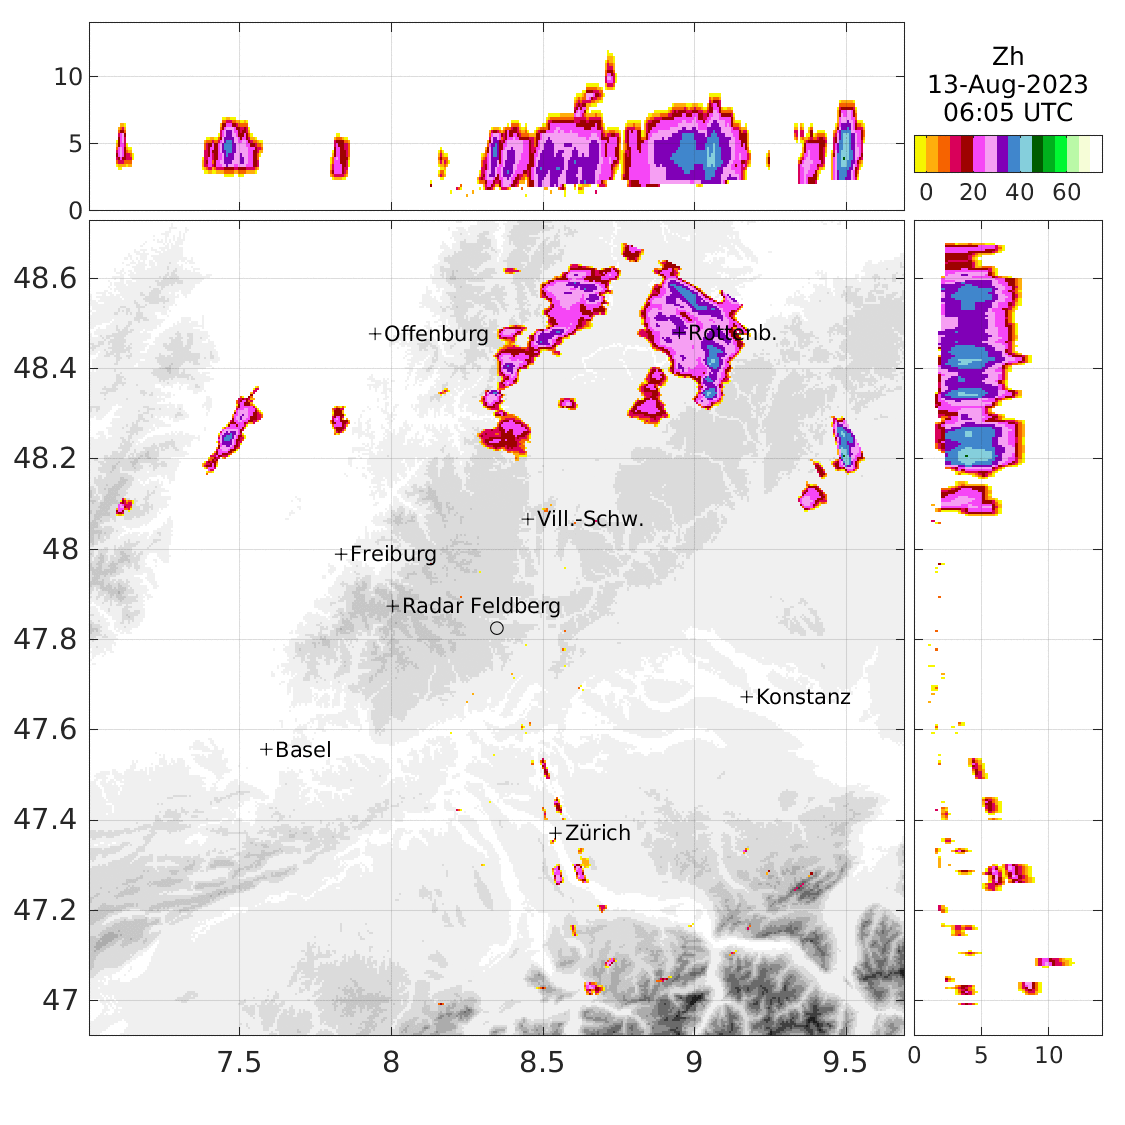 Zh
13-Aug-2023
06:05 UTC
0 20 40 60
10
5
0
48.6
48.4
48.2
48
47.8
47.6
47.4
47.2
47
+Offenburg
+Rottenb.
+Vill.-Schw.
+Freiburg
+Radar Feldberg
+Konstanz
+Basel
+Zürich
7.5 8 8.5 9 9.5
0 5 10